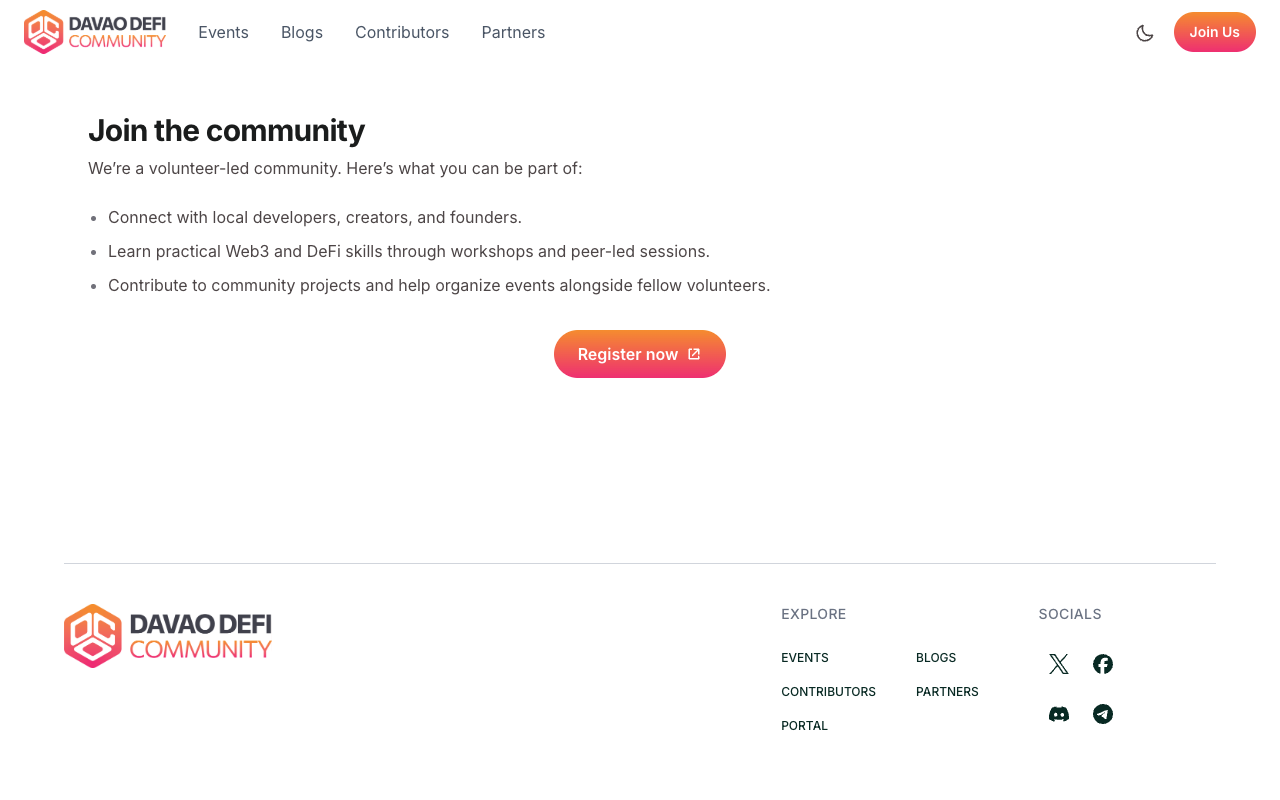 DAVAO DEFI
COMMUNITY
Events
Blogs
Contributors
Partners
Join Us
Join the community
We’re a volunteer-led community. Here’s what you can be part of:
• Connect with local developers, creators, and founders.
• Learn practical Web3 and DeFi skills through workshops and peer-led sessions.
• Contribute to community projects and help organize events alongside fellow volunteers.
Register now
DAVAO DEFI
COMMUNITY
EXPLORE
EVENTS
BLOGS
CONTRIBUTORS
PARTNERS
PORTAL
SOCIALS